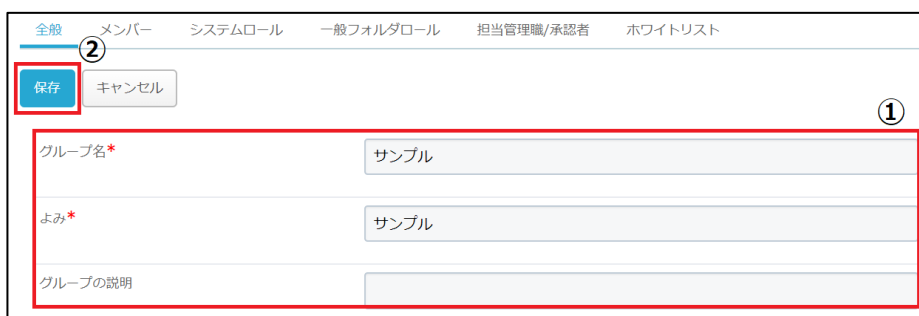 全般 メンバー システムロール 一般フォルダロール 担当管理職/承認者 ホワイトリスト
②
保存 キャンセル
①
グループ名* サンプル
よみ* サンプル
グループの説明